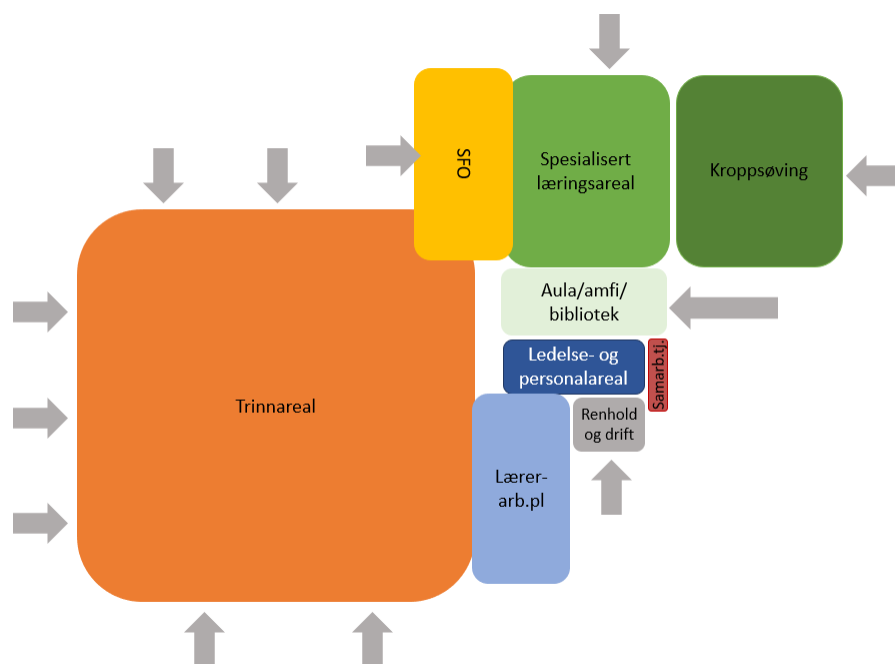 SFO
Spesialisert
læringsareal
Kroppsøving
Aula/amfi/
bibliotek
Ledelse- og
personalareal
Samarb.tj.
Trinnareal
Renhold
og drift
Lærer-
arb.pl